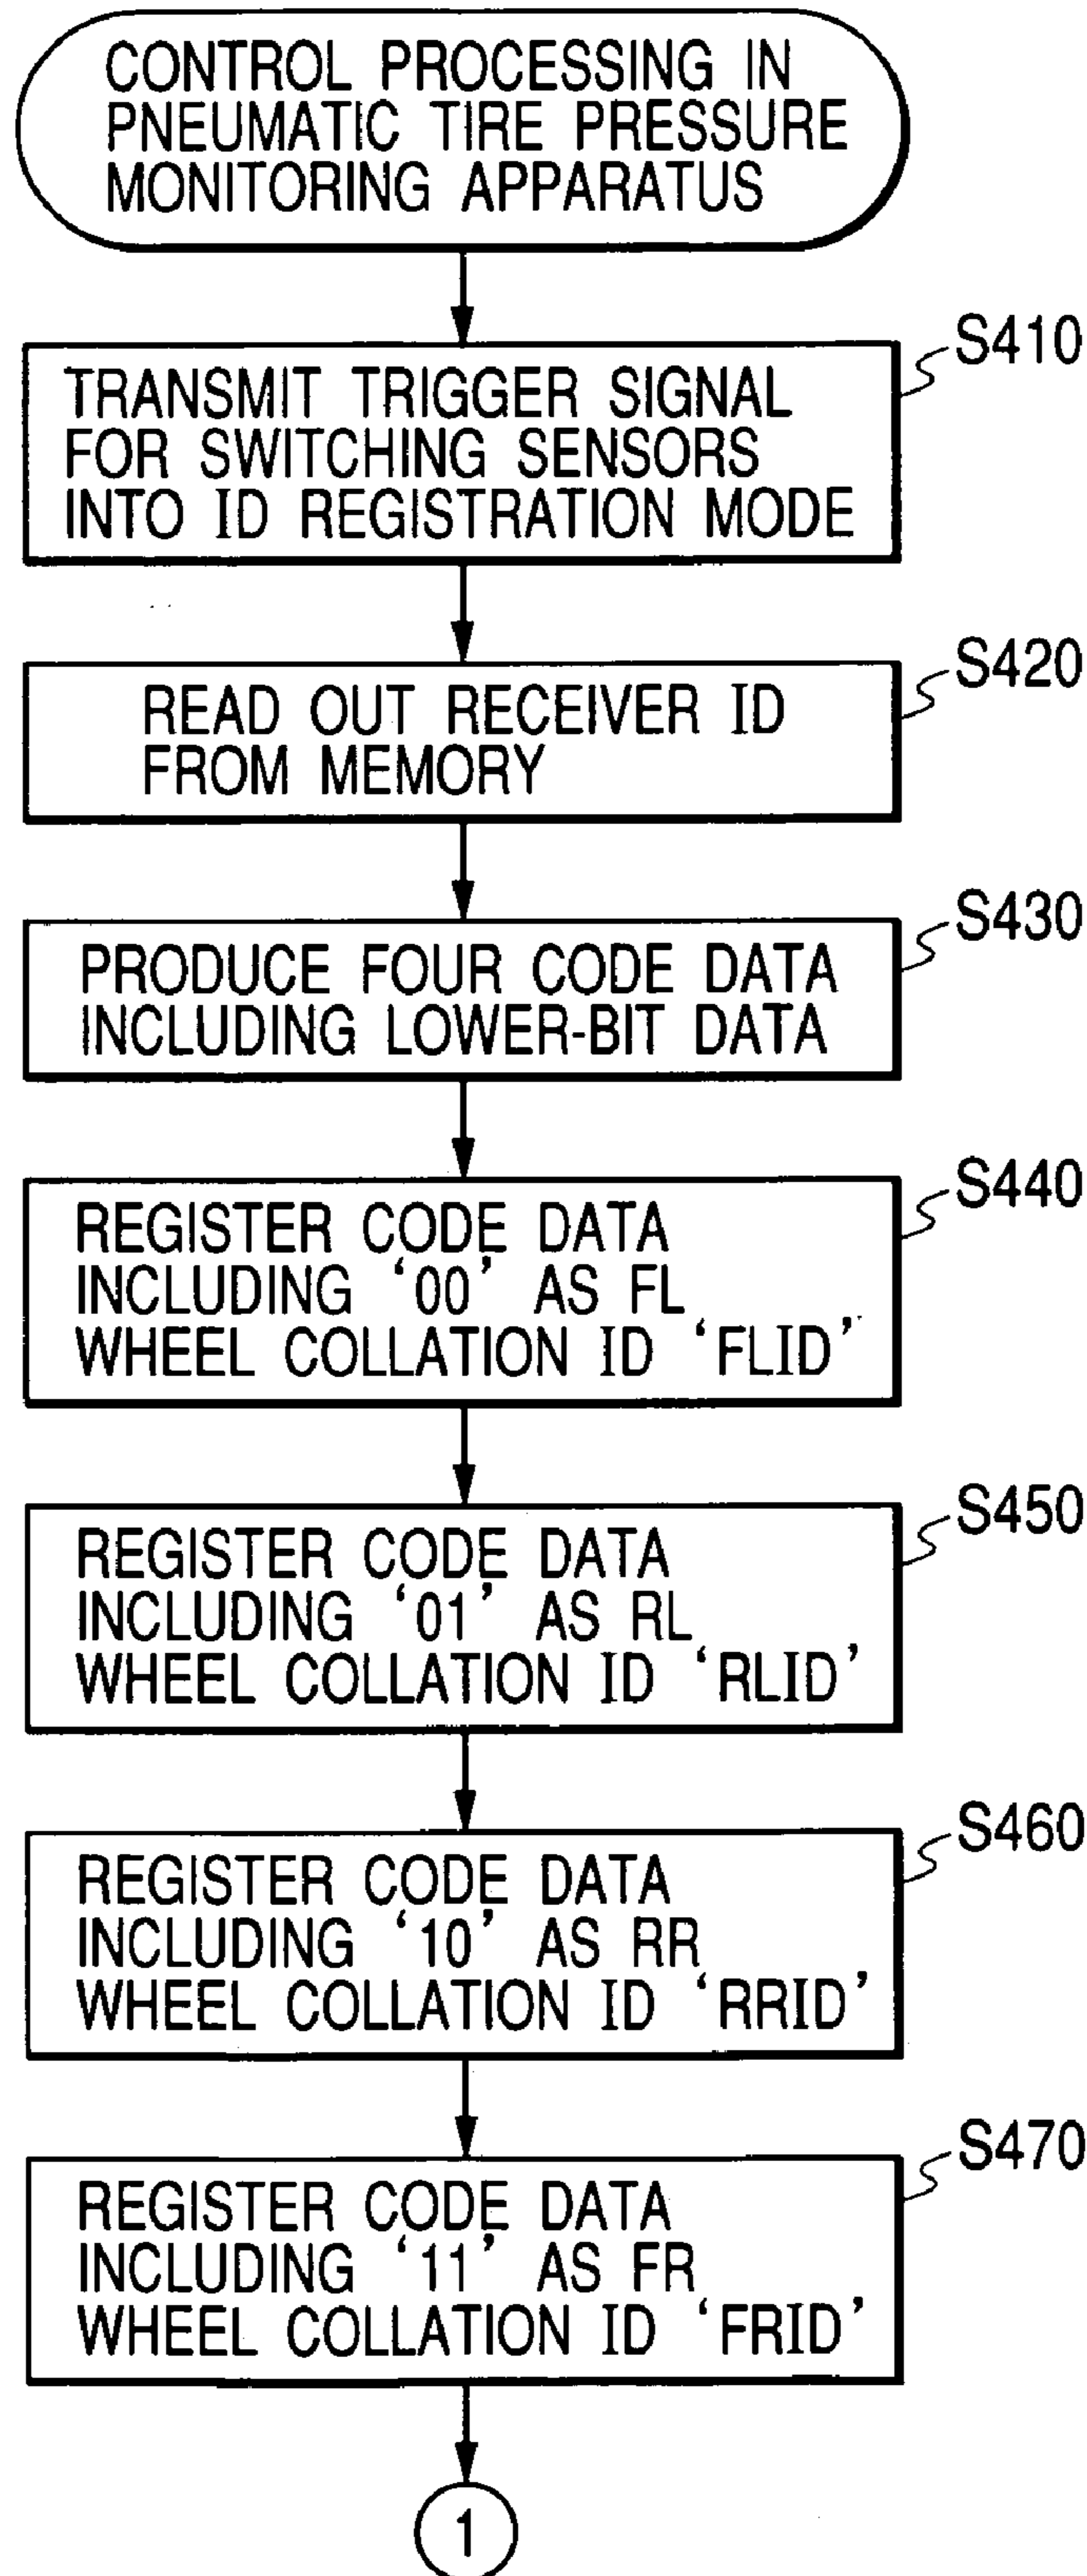 CONTROL PROCESSING IN
PNEUMATIC TIRE PRESSURE
MONITORING APPARATUS
S410
TRANSMIT TRIGGER SIGNAL
FOR SWITCHING SENSORS
INTO ID REGISTRATION MODE
S420
READ OUT RECEIVER ID
FROM MEMORY
S430
PRODUCE FOUR CODE DATA
INCLUDING LOWER-BIT DATA
S440
REGISTER CODE DATA
INCLUDING ‘00’ AS FL
WHEEL COLLATION ID ‘FLID’
S450
REGISTER CODE DATA
INCLUDING ‘01’ AS RL
WHEEL COLLATION ID ‘RLID’
S460
REGISTER CODE DATA
INCLUDING ‘10’ AS RR
WHEEL COLLATION ID ‘RRID’
S470
REGISTER CODE DATA
INCLUDING ‘11’ AS FR
WHEEL COLLATION ID ‘FRID’
1